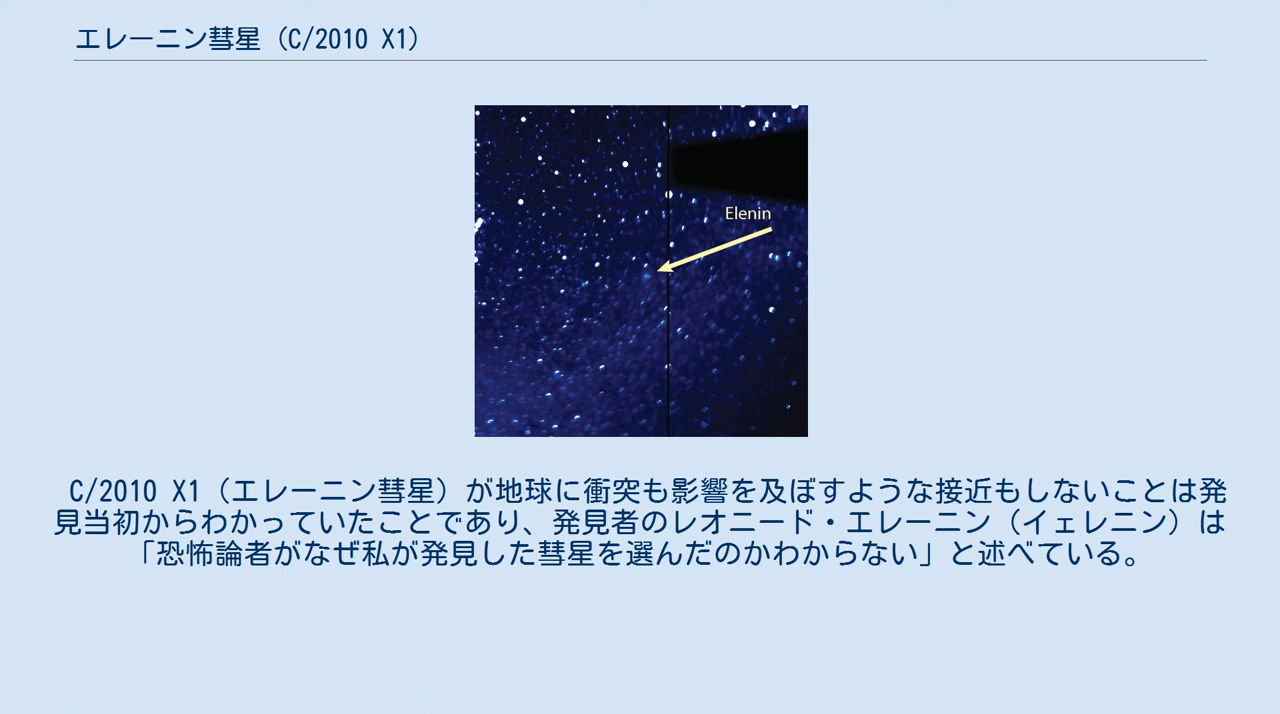 エレーニン彗星（C/2010 X1）
Elenin
C/2010 X1（エレーニン彗星）が地球に衝突も影響を及ぼすような接近もしないことは発
見当初からわかっていたことであり、発見者のレオニード・エレーニン（イェレニン）は
「恐怖論者がなぜ私が発見した彗星を選んだのかわからない」と述べている。